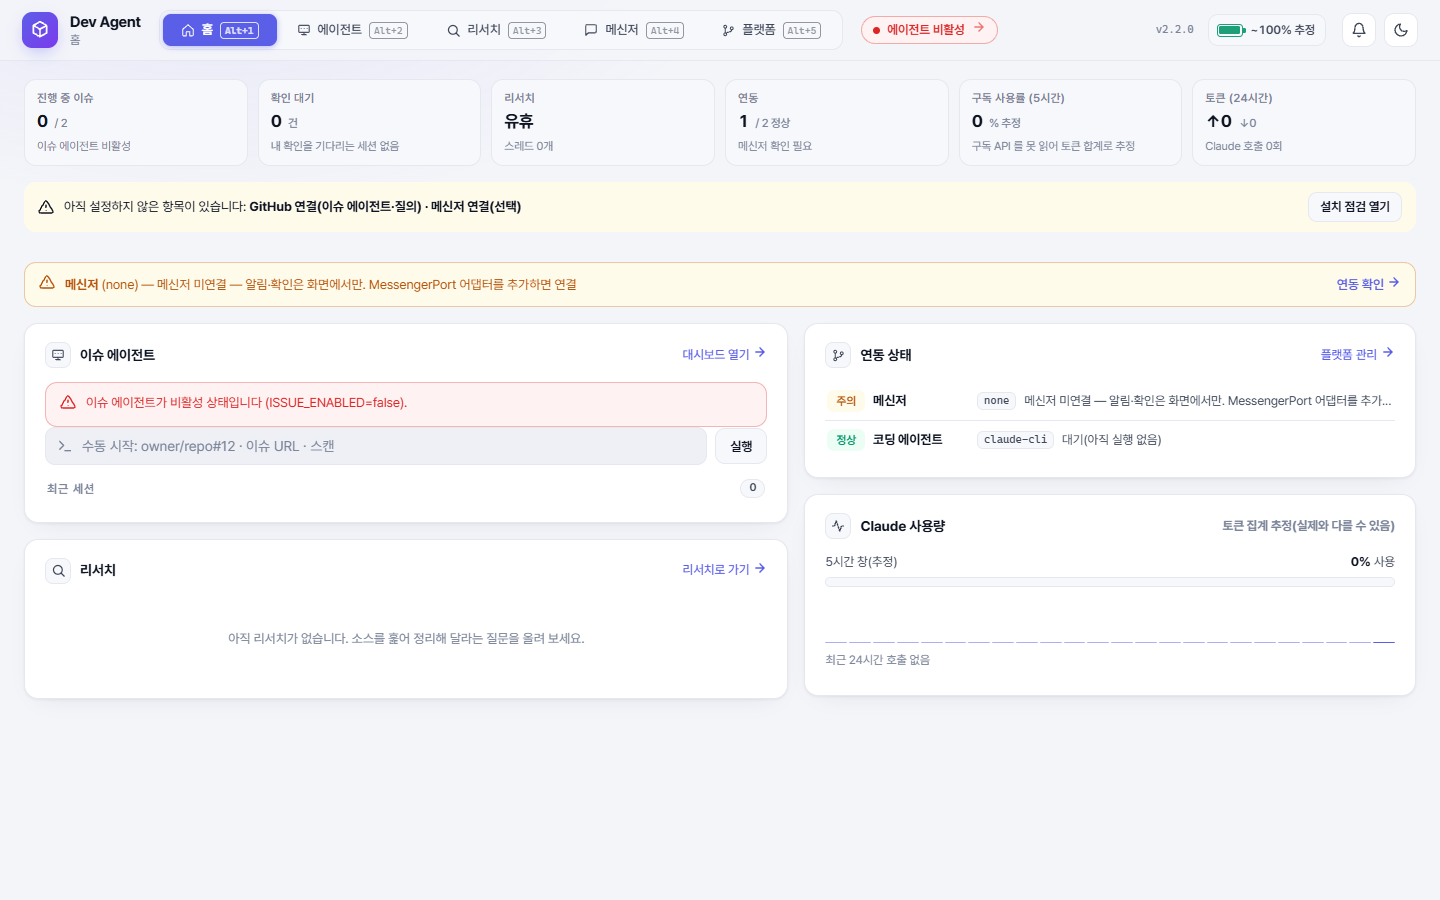 Dev Agent
홈
홈 Alt+1
에이전트 Alt+2
리서치 Alt+3
메신저 Alt+4
플랫폼 Alt+5
에이전트 비활성 →
v2.2.0
~100% 추정
진행 중 이슈
0 / 2
이슈 에이전트 비활성
확인 대기
0 건
내 확인을 기다리는 세션 없음
리서치
유휴
스레드 0개
연동
1 / 2 정상
메신저 확인 필요
구독 사용률 (5시간)
0 % 추정
구독 API 를 못 읽어 토큰 합계로 추정
토큰 (24시간)
↑0 ↓0
Claude 호출 0회
아직 설정하지 않은 항목이 있습니다: GitHub 연결(이슈 에이전트·질의) · 메신저 연결(선택)
설치 점검 열기
메신저 (none) — 메신저 미연결 — 알림·확인은 화면에서만. MessengerPort 어댑터를 추가하면 연결
연동 확인 →
이슈 에이전트
대시보드 열기 →
이슈 에이전트가 비활성 상태입니다 (ISSUE_ENABLED=false).
수동 시작: owner/repo#12 · 이슈 URL · 스캔
실행
최근 세션
0
리서치
리서치로 가기 →
아직 리서치가 없습니다. 소스를 훑어 정리해 달라는 질문을 올려 보세요.
연동 상태
플랫폼 관리 →
주의 메신저 none 메신저 미연결 — 알림·확인은 화면에서만. MessengerPort 어댑터를 추가...
정상 코딩 에이전트 claude-cli 대기(아직 실행 없음)
Claude 사용량
토큰 집계 추정(실제와 다를 수 있음)
5시간 창(추정)
0% 사용
최근 24시간 호출 없음